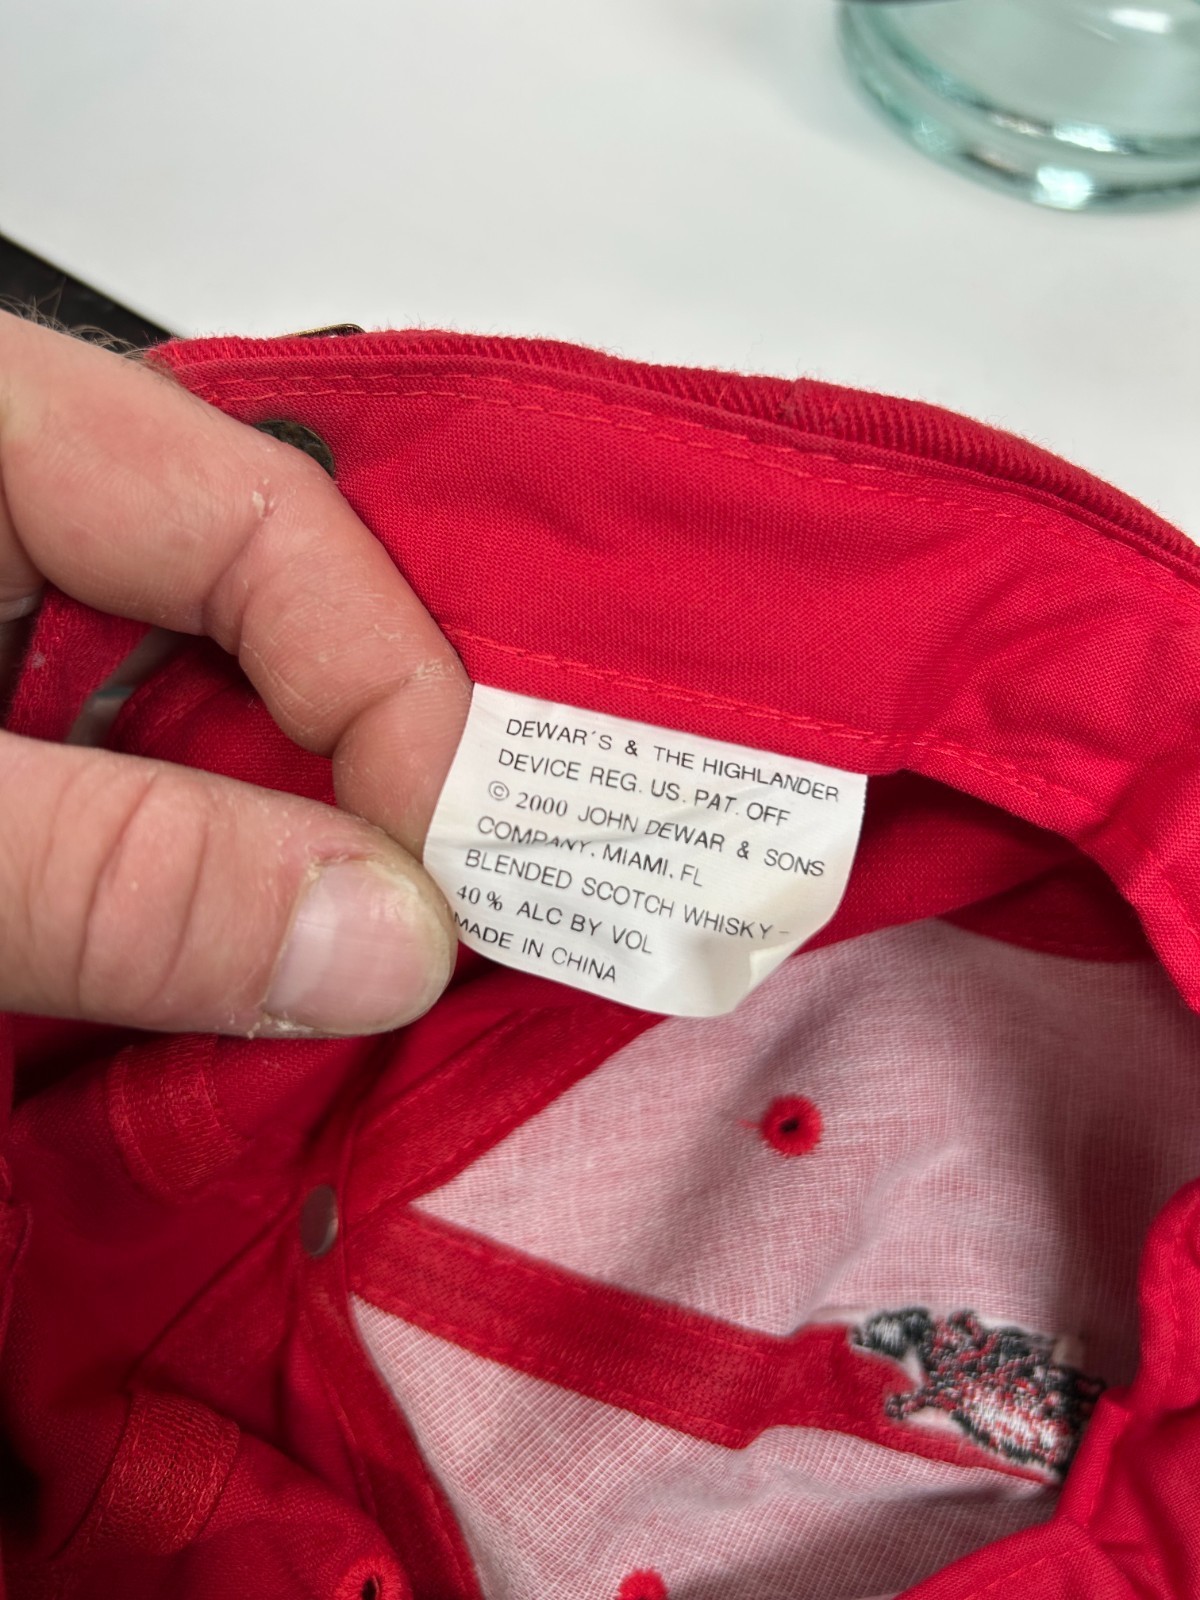 DEWAR´S & THE HIGHLANDER
DEVICE REG. US. PAT. OFF
© 2000 JOHN DEWAR & SONS
COMPANY. MIAMI. FL
BLENDED SCOTCH WHISKY -
40 % ALC BY VOL
MADE IN CHINA